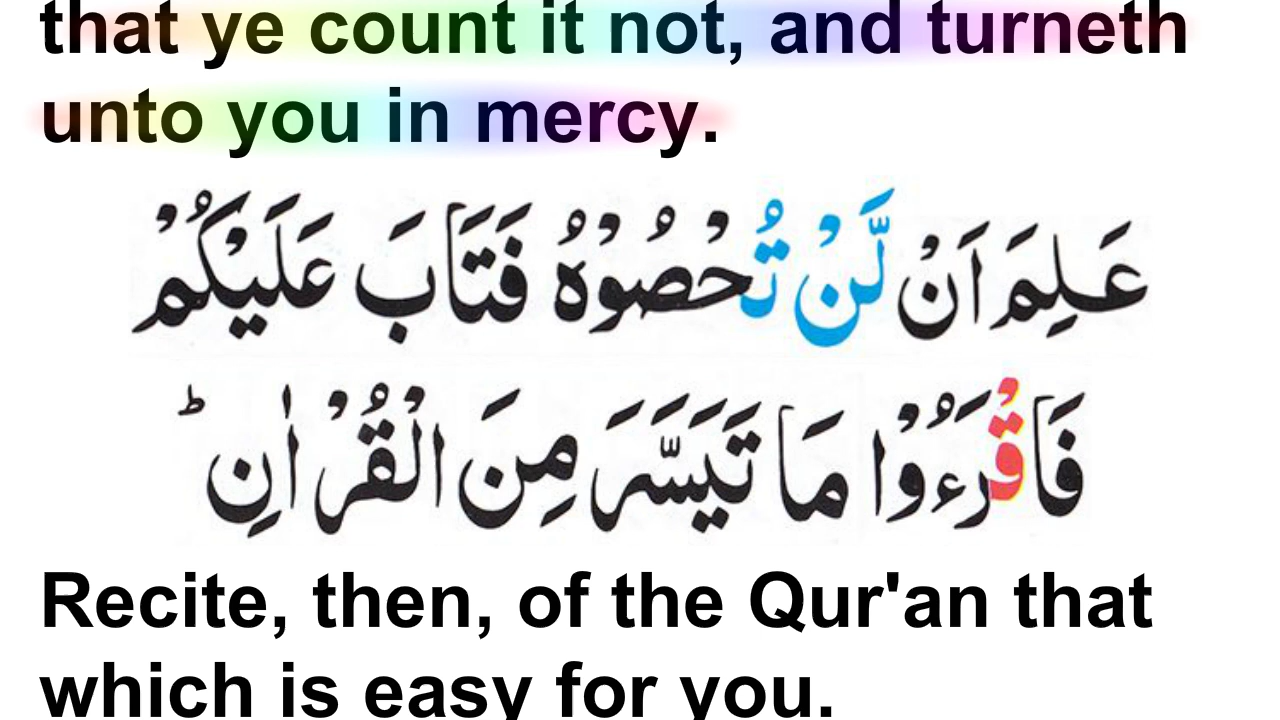 that ye count it not, and turneth
unto you in mercy.
عَلِمَ اَنْ لَّنْ تُحْصُوْهُ فَتَابَ عَلَيْكُمْ
فَاقْرَءُوْا مَا تَيَسَّرَ مِنَ الْقُرْاٰنِ ؕ
Recite, then, of the Qur'an that
which is easy for you.